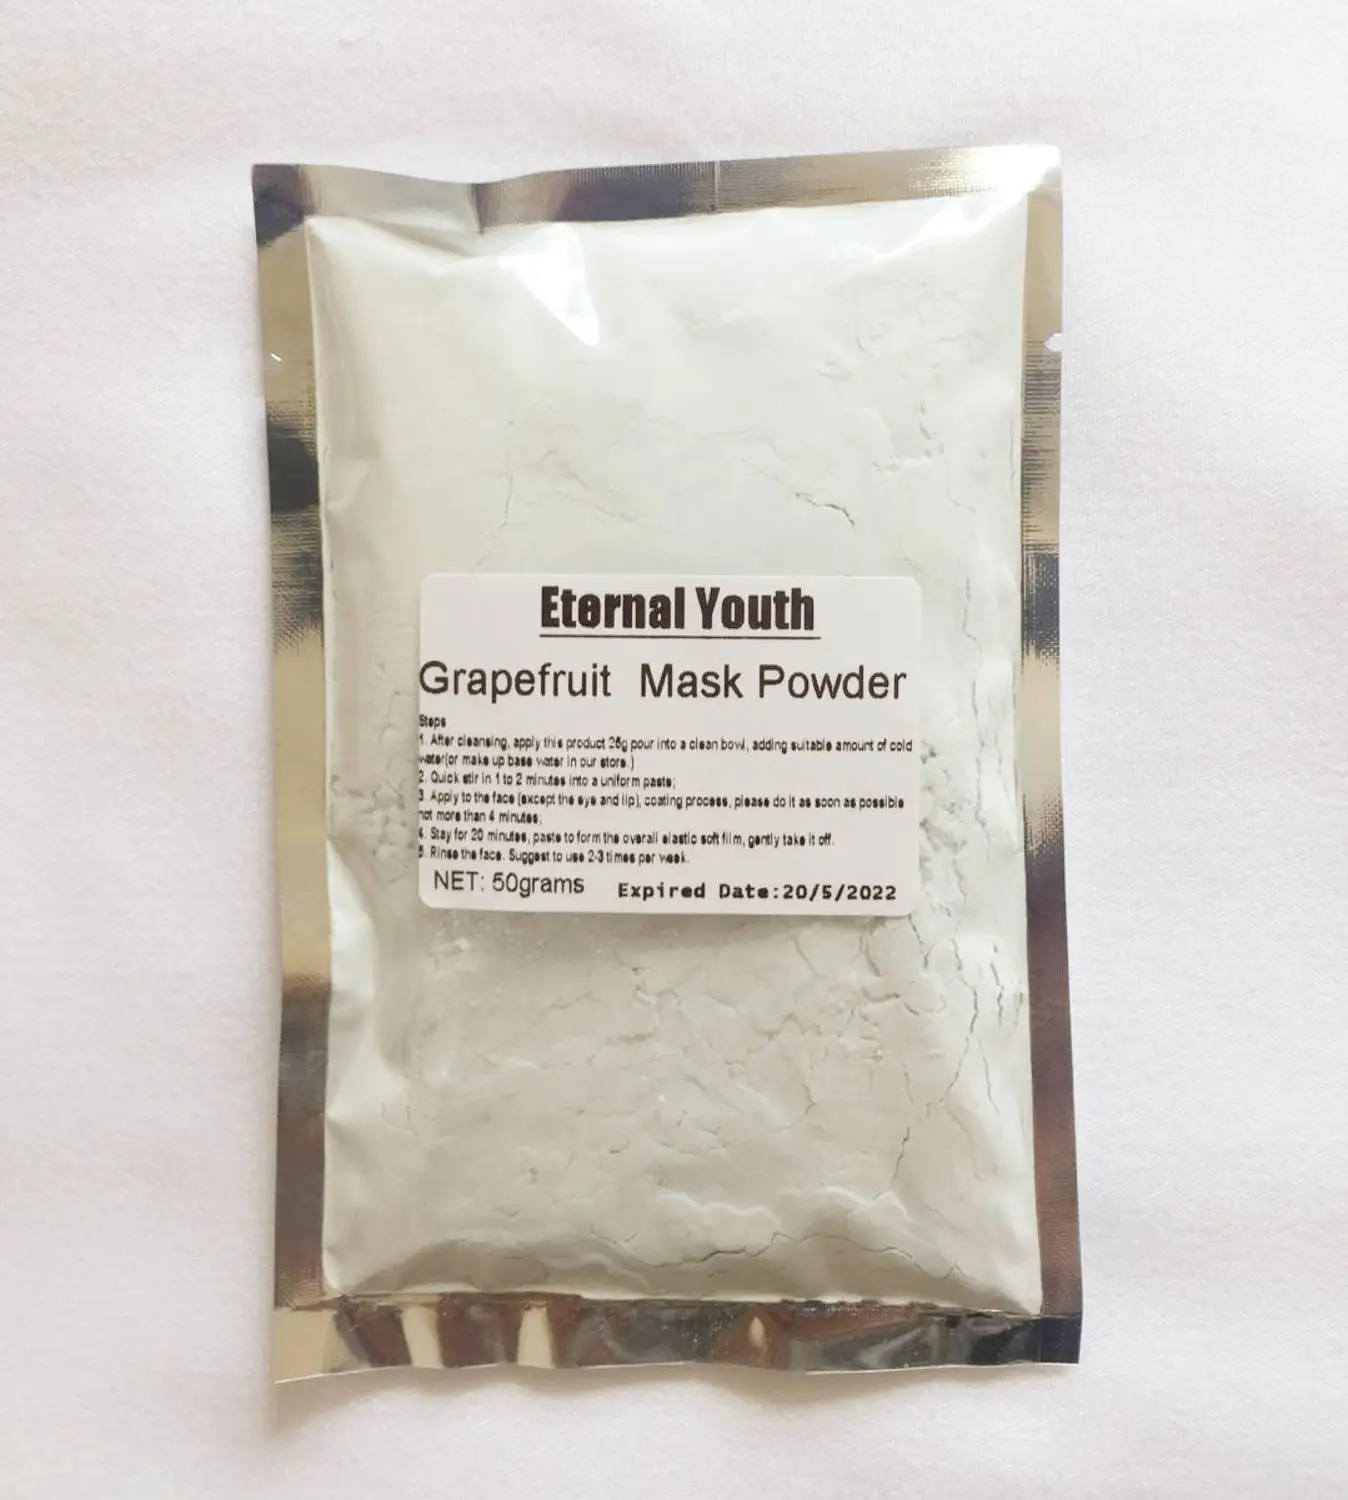 Eternal Youth
Grapefruit Mask Powder
Steps
1. After cleansing, apply this product 25g pour into a clean bowl, adding suitable amount of cold
water(or make up base water in our store.)
2. Quick stir in 1 to 2 minutes into a uniform paste;
3. Apply to the face (except the eye and lip), coating process, please do it as soon as possible
not more than 4 minutes;
4. Stay for 20 minutes, paste to form the overall elastic soft film, gently take it off.
5. Rinse the face. Suggest to use 2-3 times per week.
NET: 50grams Expired Date:20/5/2022